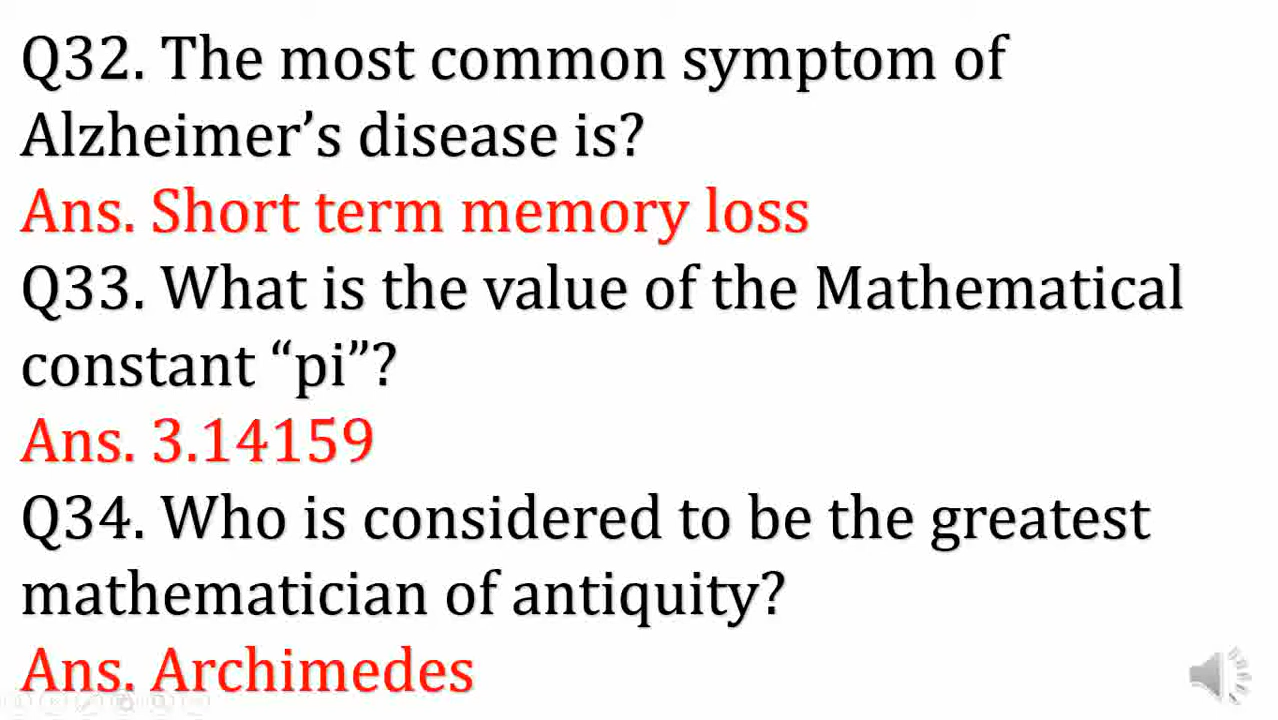 Q32. The most common symptom of
Alzheimer’s disease is?
Ans. Short term memory loss
Q33. What is the value of the Mathematical
constant “pi”?
Ans. 3.14159
Q34. Who is considered to be the greatest
mathematician of antiquity?
Ans. Archimedes